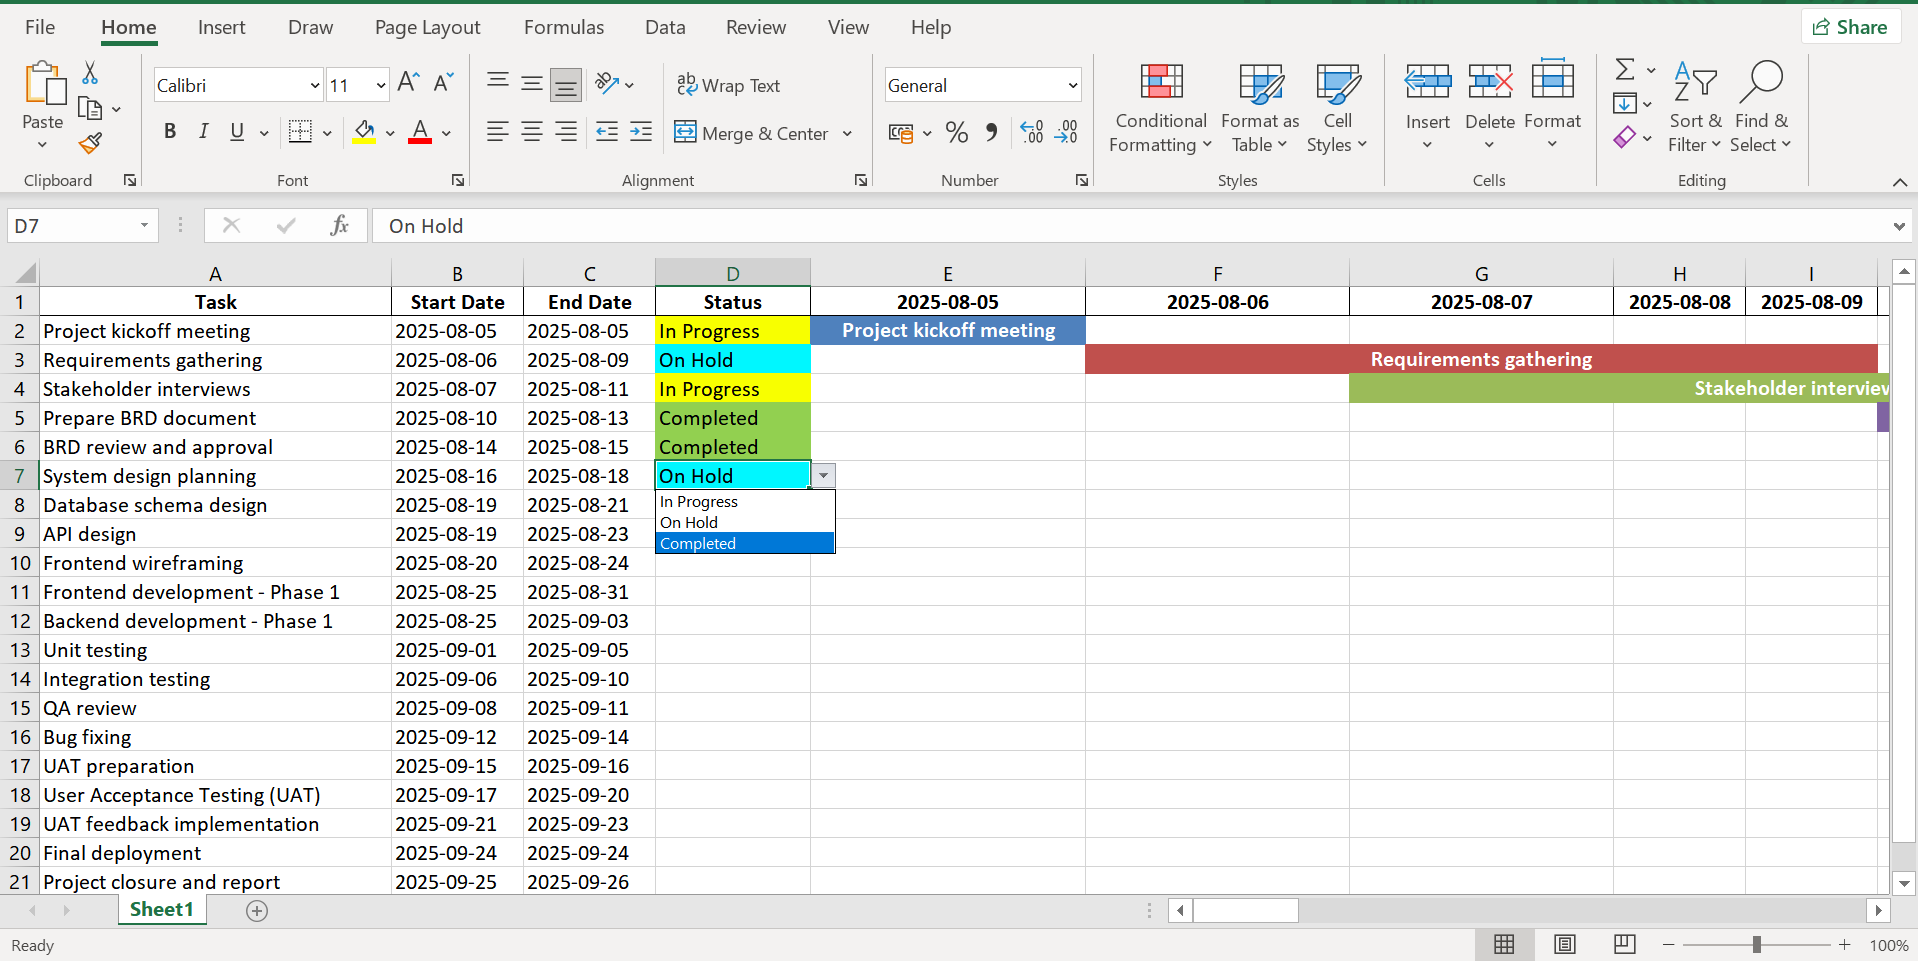 File Home Insert Draw Page Layout Formulas Data Review View Help Share
Calibri 11 Wrap Text General
Paste B I U A Merge & Center % Conditional Formatting Format as Table Cell Styles Insert Delete Format Sort & Filter Find & Select
Clipboard Font Alignment Number Styles Cells Editing
D7 fx On Hold
A B C D E F G H I
1 Task Start Date End Date Status 2025-08-05 2025-08-06 2025-08-07 2025-08-08 2025-08-09
2 Project kickoff meeting 2025-08-05 2025-08-05 In Progress Project kickoff meeting
3 Requirements gathering 2025-08-06 2025-08-09 On Hold Requirements gathering
4 Stakeholder interviews 2025-08-07 2025-08-11 In Progress Stakeholder interview
5 Prepare BRD document 2025-08-10 2025-08-13 Completed
6 BRD review and approval 2025-08-14 2025-08-15 Completed
7 System design planning 2025-08-16 2025-08-18 On Hold
In Progress
On Hold
Completed
8 Database schema design 2025-08-19 2025-08-21
9 API design 2025-08-19 2025-08-23
10 Frontend wireframing 2025-08-20 2025-08-24
11 Frontend development - Phase 1 2025-08-25 2025-08-31
12 Backend development - Phase 1 2025-08-25 2025-09-03
13 Unit testing 2025-09-01 2025-09-05
14 Integration testing 2025-09-06 2025-09-10
15 QA review 2025-09-08 2025-09-11
16 Bug fixing 2025-09-12 2025-09-14
17 UAT preparation 2025-09-15 2025-09-16
18 User Acceptance Testing (UAT) 2025-09-17 2025-09-20
19 UAT feedback implementation 2025-09-21 2025-09-23
20 Final deployment 2025-09-24 2025-09-24
21 Project closure and report 2025-09-25 2025-09-26
Sheet1
Ready 100%